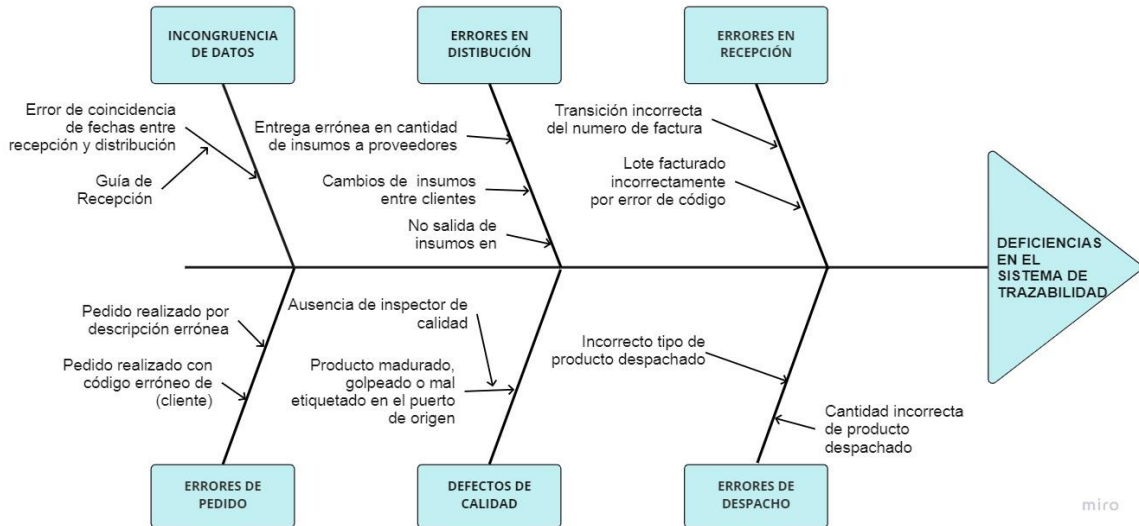 INCONGRUENCIA
DE DATOS
ERRORES EN
DISTIBUCIÓN
ERRORES EN
RECEPCIÓN
Error de coincidencia
de fechas entre
recepción y distribución
Guía de
Recepción
Entrega errónea en cantidad
de insumos a proveedores
Cambios de insumos
entre clientes
No salida de
insumos en
Transición incorrecta
del numero de factura
Lote facturado
incorrectamente
por error de código
DEFICIENCIAS
EN EL
SISTEMA DE
TRAZABILIDAD
Pedido realizado por
descripción errónea
Pedido realizado con
código erróneo de
(cliente)
Ausencia de inspector de
calidad
Producto madurado,
golpeado o mal
etiquetado en el puerto
de origen
Incorrecto tipo de
producto despachado
Cantidad incorrecta
de producto
despachado
ERRORES DE
PEDIDO
DEFECTOS DE
CALIDAD
ERRORES DE
DESPACHO
miro